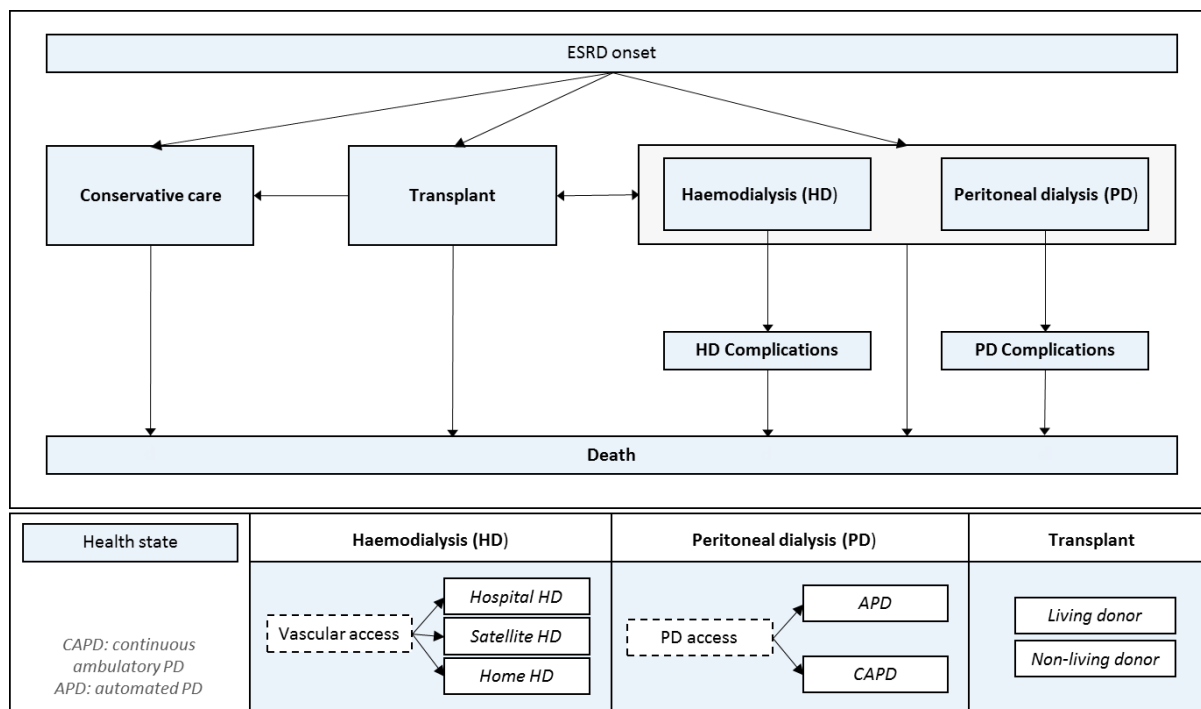 ESRD onset
Conservative care
Transplant
Haemodialysis (HD)
Peritoneal dialysis (PD)
HD Complications
PD Complications
Death
Health state
CAPD: continuous
ambulatory PD
APD: automated PD
Haemodialysis (HD)
Vascular access
Hospital HD
Satellite HD
Home HD
Peritoneal dialysis (PD)
PD access
APD
CAPD
Transplant
Living donor
Non-living donor